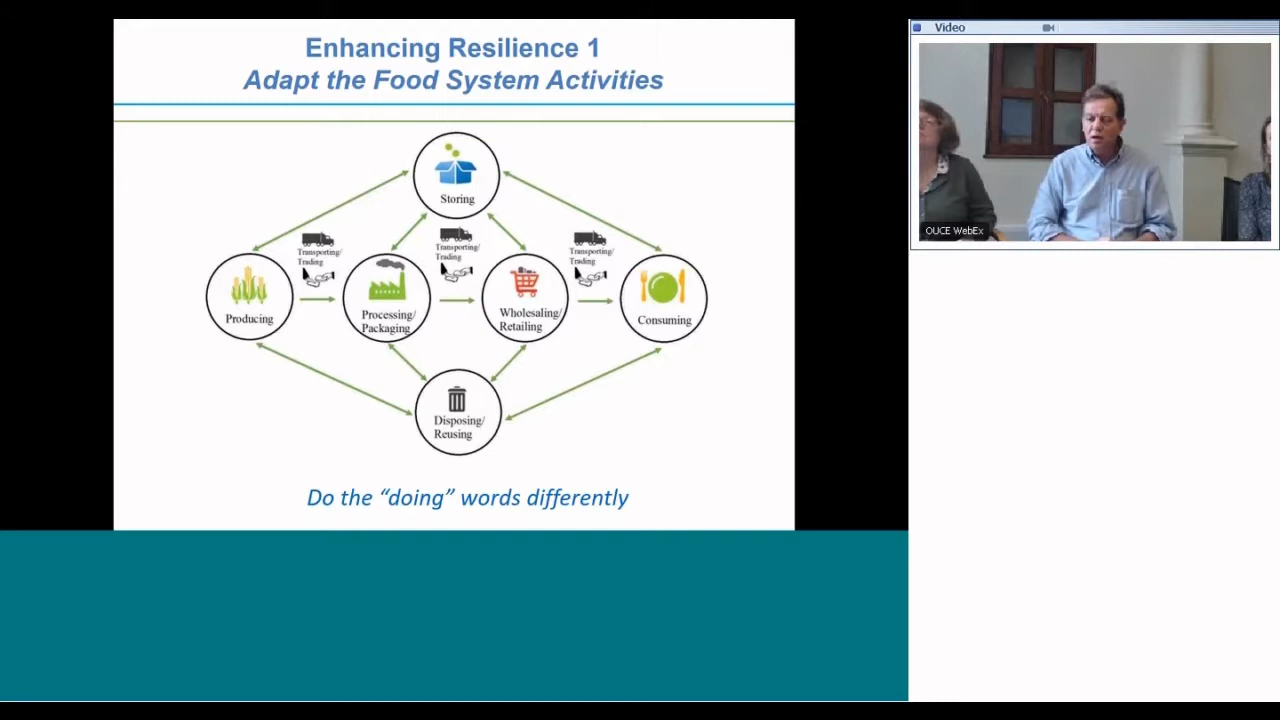 Enhancing Resilience 1
Adapt the Food System Activities
Storing
Transporting/
Trading
Transporting/
Trading
Transporting/
Trading
Producing
Processing/
Packaging
Wholesaling/
Retailing
Consuming
Disposing/
Reusing
Do the “doing” words differently
Video
OUCE WebEx